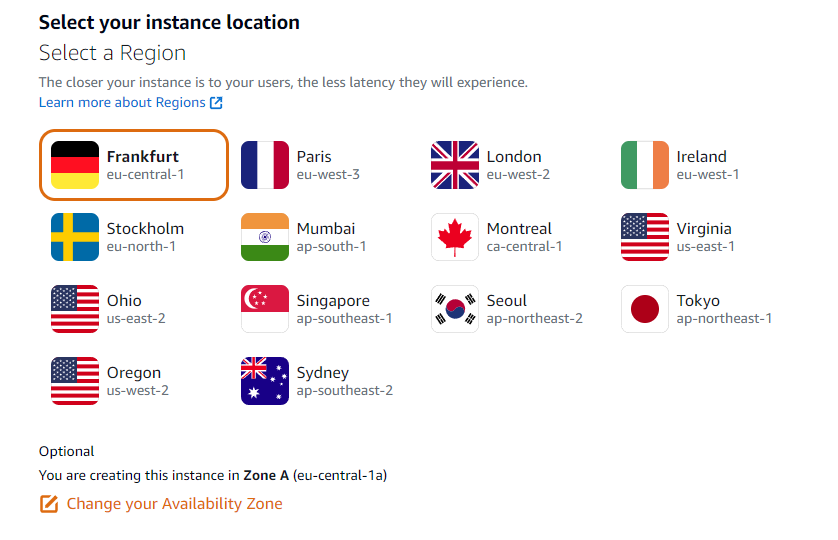 Select your instance location
Select a Region
The closer your instance is to your users, the less latency they will experience.
Learn more about Regions
Frankfurt
eu-central-1
Paris
eu-west-3
London
eu-west-2
Ireland
eu-west-1
Stockholm
eu-north-1
Mumbai
ap-south-1
Montreal
ca-central-1
Virginia
us-east-1
Ohio
us-east-2
Singapore
ap-southeast-1
Seoul
ap-northeast-2
Tokyo
ap-northeast-1
Oregon
us-west-2
Sydney
ap-southeast-2
Optional
You are creating this instance in Zone A (eu-central-1a)
Change your Availability Zone